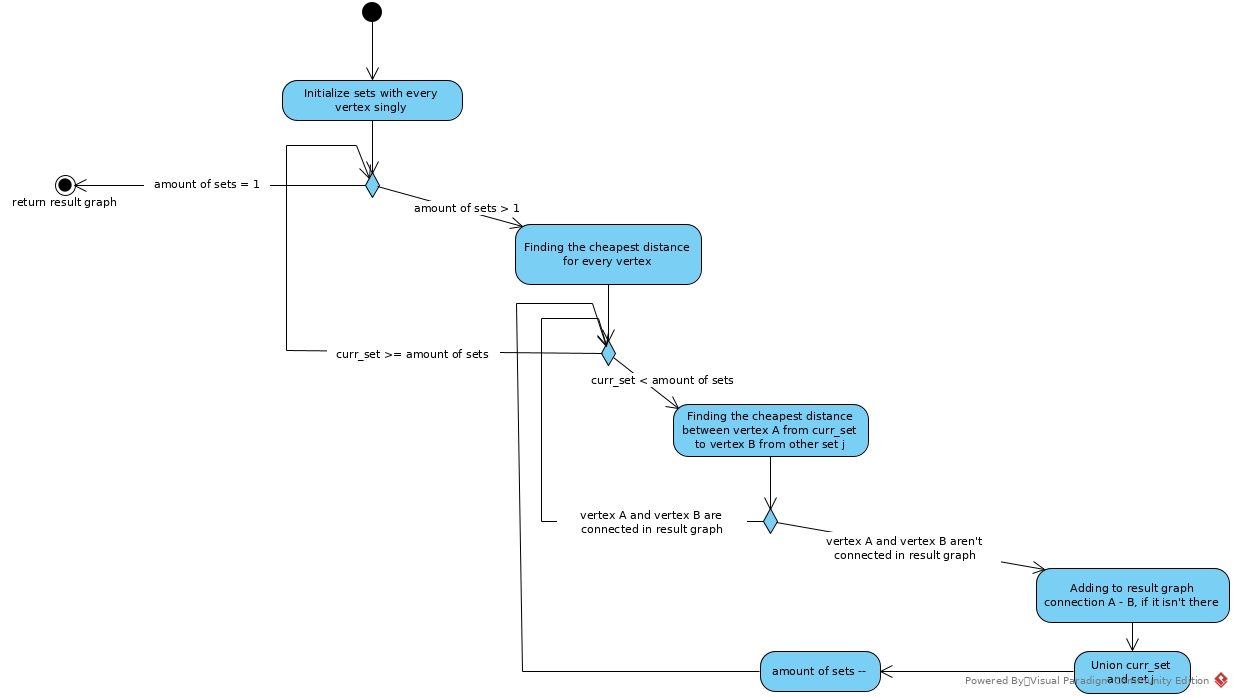 Initialize sets with every
vertex singly
amount of sets = 1
return result graph
amount of sets > 1
Finding the cheapest distance
for every vertex
curr_set >= amount of sets
curr_set < amount of sets
Finding the cheapest distance
between vertex A from curr_set
to vertex B from other set j
vertex A and vertex B are
connected in result graph
vertex A and vertex B aren't
connected in result graph
Adding to result graph
connection A - B, if it isn't there
amount of sets --
Union curr_set
and set j
Powered By Visual Paradigm Community Edition